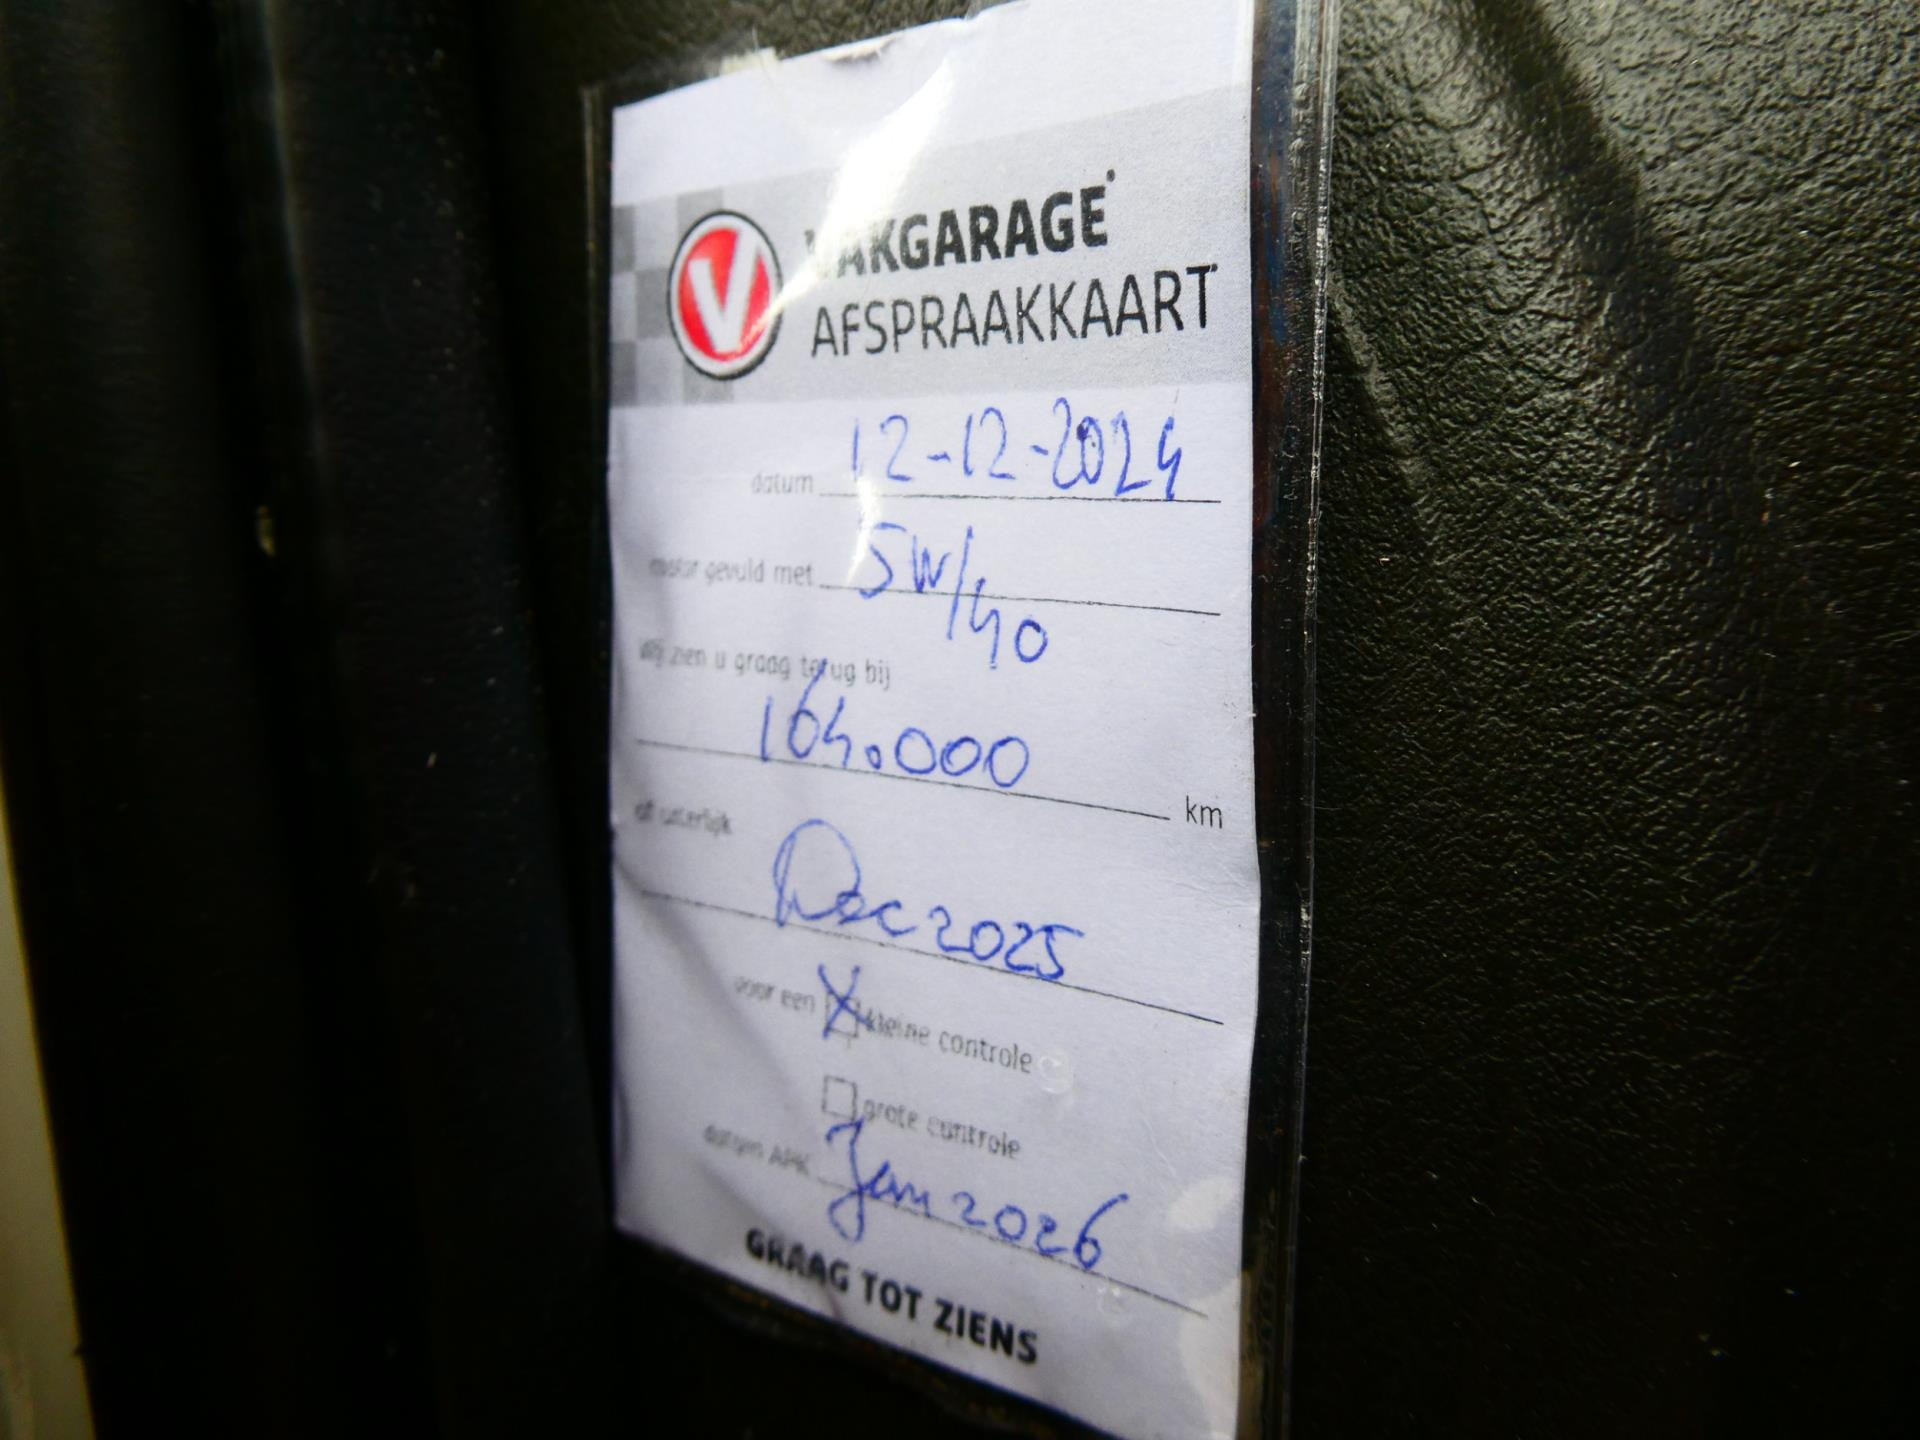 VAKGARAGE
AFSPRAAKKAART
datum 12-12-2024
motor gevuld met 5W/40
Wij zien u graag terug bij
164.000 km
of uiterlijk
Dec 2025
voor een X kleine controle
grote controle
datum APK Jan 2026
GRAAG TOT ZIENS